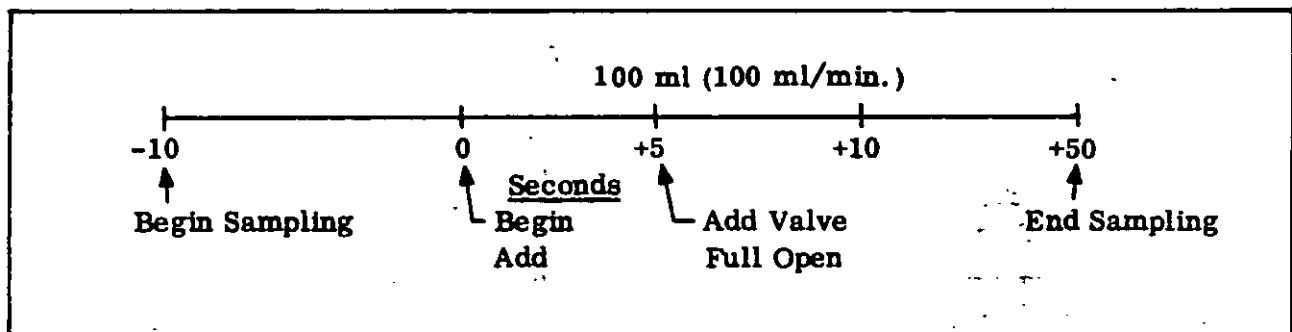 100 ml (100 ml/min.)
-10 0 +5 +10 +50
Seconds
Begin Sampling Begin Add Valve End Sampling
Add Full Open